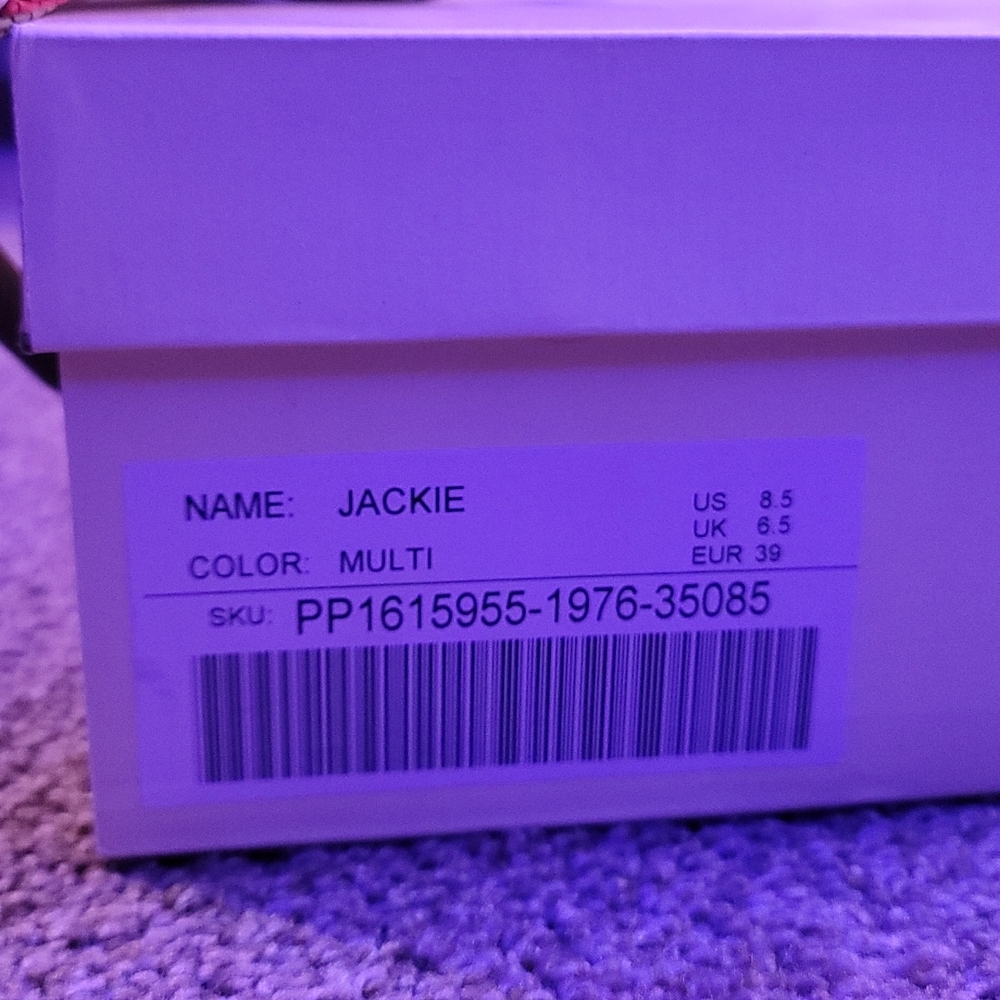 NAME: JACKIE
COLOR: MULTI
US 8.5
UK 6.5
EUR 39
SKU: PP1615955-1976-35085